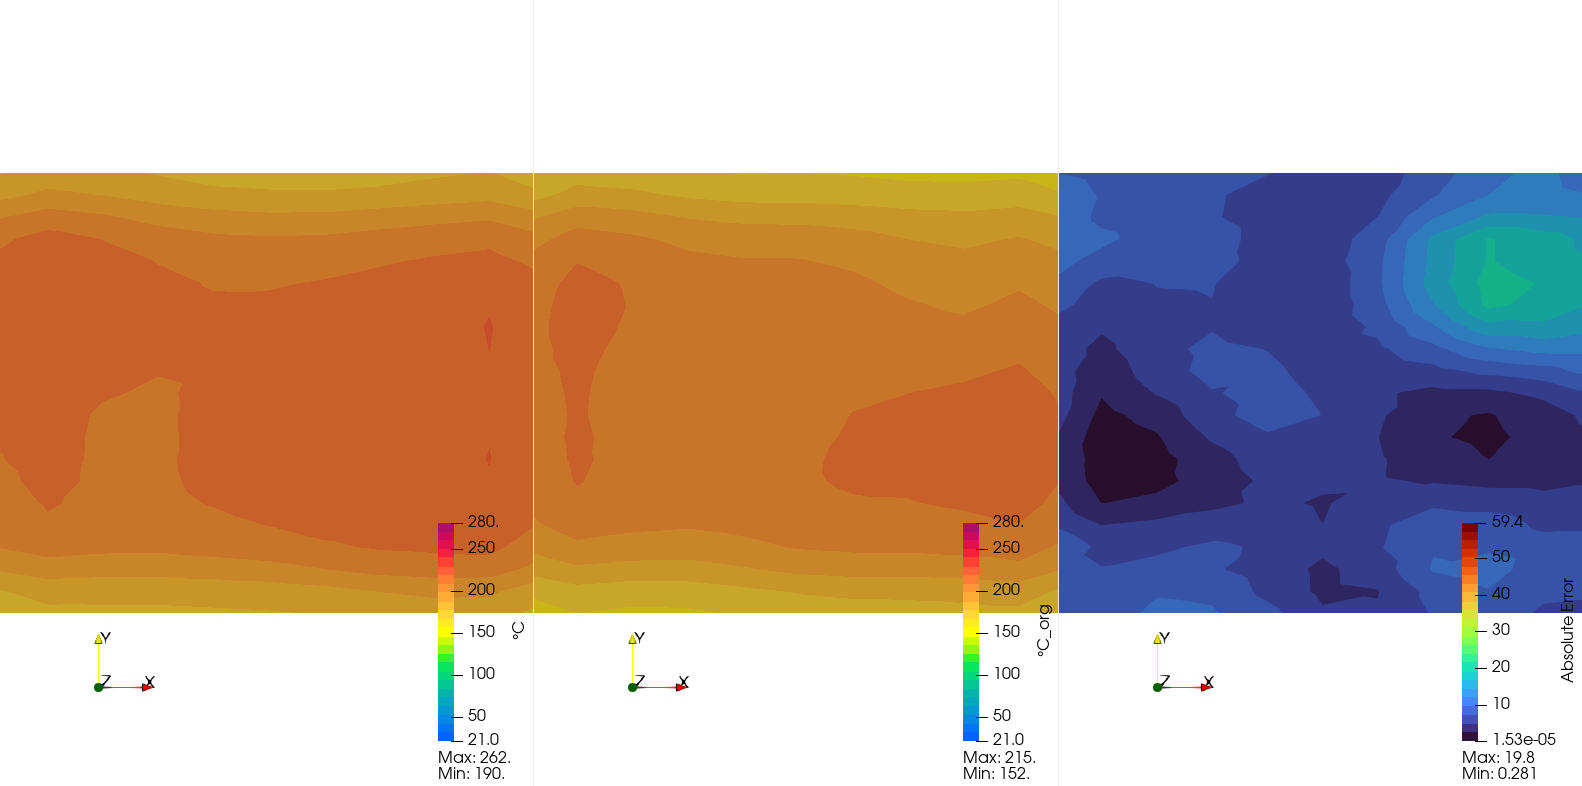 280.
250
200
150
100
50
21.0
°C
Max: 262.
Min: 190.
Y
Z
X
280.
250
200
150
100
50
21.0
°C_org
Max: 215.
Min: 152.
Y
Z
X
59.4
50
40
30
20
10
1.53e-05
Absolute Error
Max: 19.8
Min: 0.281
Y
Z
X